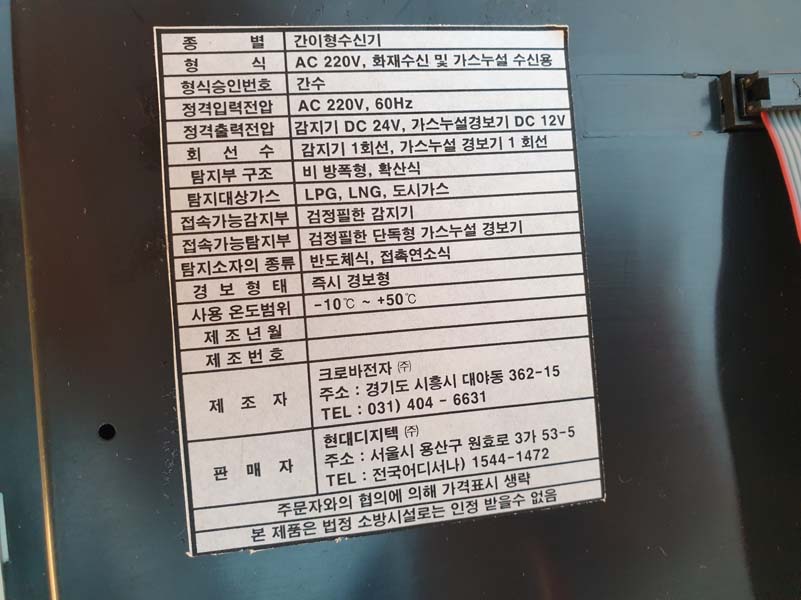 종 별 간이형수신기
형 식 AC 220V, 화재수신 및 가스누설 수신용
형식승인번호 간수
정격입력전압 AC 220V, 60Hz
정격출력전압 감지기 DC 24V, 가스누설경보기 DC 12V
회 선 수 감지기 1회선, 가스누설 경보기 1 회선
탐지부 구조 비 방폭형, 확산식
탐지대상가스 LPG, LNG, 도시가스
접속가능감지부 검정필한 감지기
접속가능탐지부 검정필한 단독형 가스누설 경보기
탐지소자의 종류 반도체식, 접촉연소식
경 보 형 태 즉시 경보형
사용 온도범위 -10℃ ~ +50℃
제 조 년 월
제 조 번 호
제 조 자
크로바전자 ㈜
주소 : 경기도 시흥시 대야동 362-15
TEL : 031) 404 - 6631
판 매 자
현대디지텍 ㈜
주소 : 서울시 용산구 원효로 3가 53-5
TEL : 전국어디서나) 1544-1472
주문자와의 협의에 의해 가격표시 생략
본 제품은 법정 소방시설로는 인정 받을수 없음